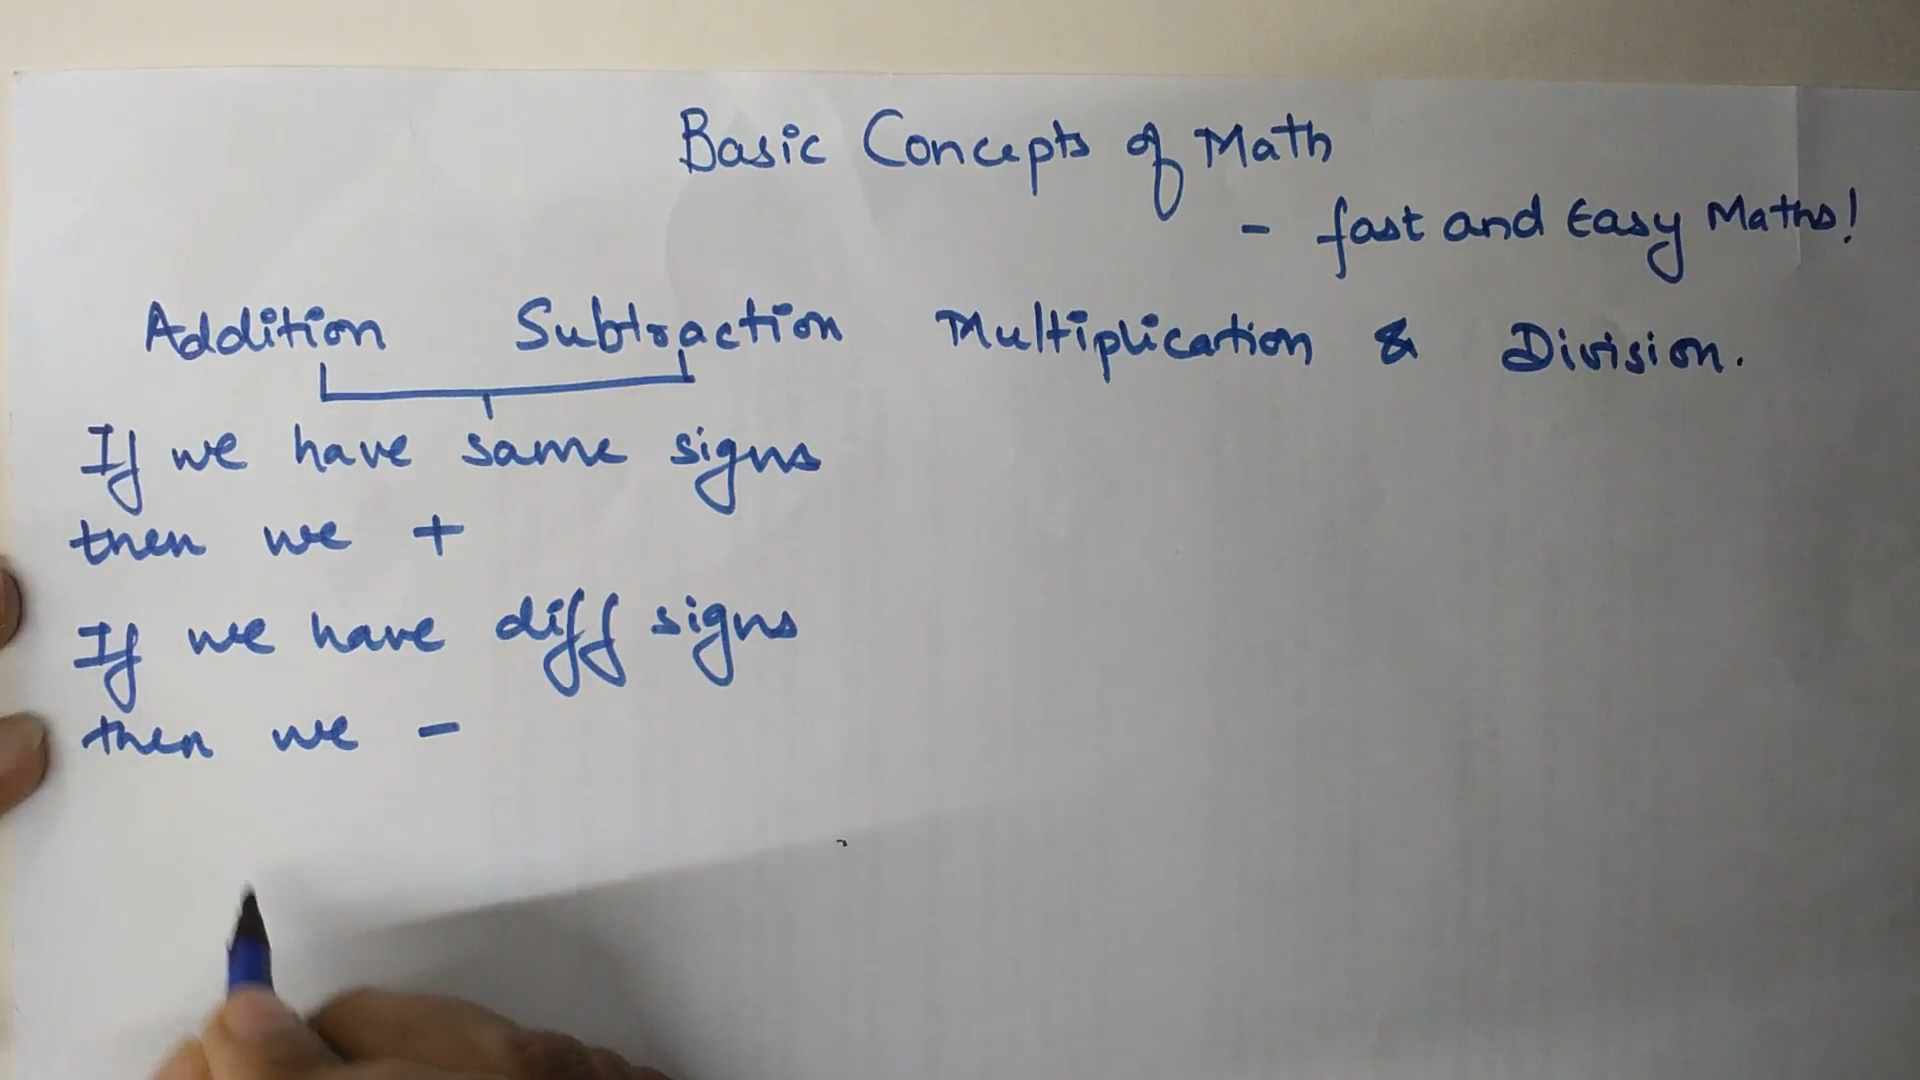 Basic Concepts of Math
- fast and Easy Maths!
Addition Subtraction Multiplication & Division.
If we have same signs
then we +
If we have diff signs
then we -